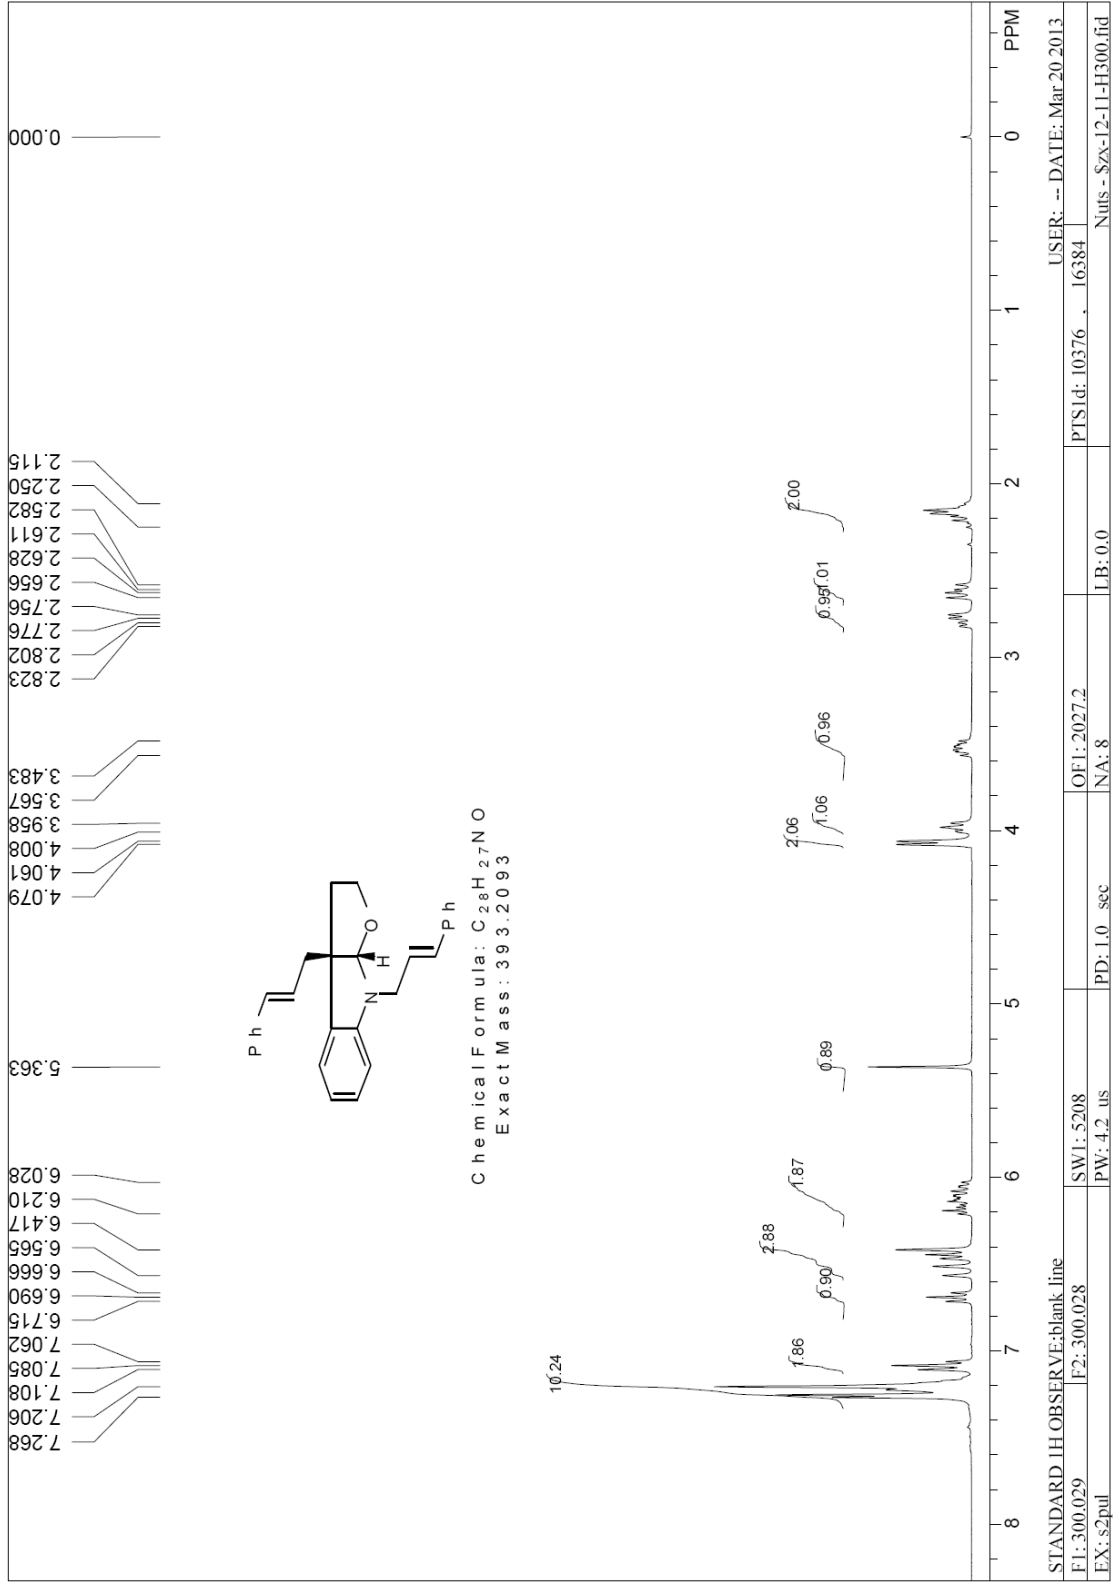 7.268
7.206
7.108
7.085
7.062
6.715
6.690
6.666
6.565
6.417
6.210
6.028
5.363
4.079
4.061
4.008
3.958
3.567
3.483
2.823
2.802
2.776
2.756
2.656
2.628
2.611
2.582
2.250
2.115
0.000
Ph
O
H
N
Ph
Chemical Formula: C28H27NO
Exact Mass: 393.2093
10.24
1.86
0.90
2.88
1.87
0.89
2.06
1.06
0.96
0.95
1.01
2.00
8
7
6
5
4
3
2
1
0
PPM
STANDARD 1H OBSERVE:blank line
USER: -- DATE: Mar 20 2013
F1: 300.029
F2: 300.028
SW1: 5208
OF1: 2027.2
PTS1d: 10376 , 16384
EX: s2pul
PW: 4.2 us
PD: 1.0 sec
NA: 8
LB: 0.0
Nuts - $zx-12-11-H300.fid